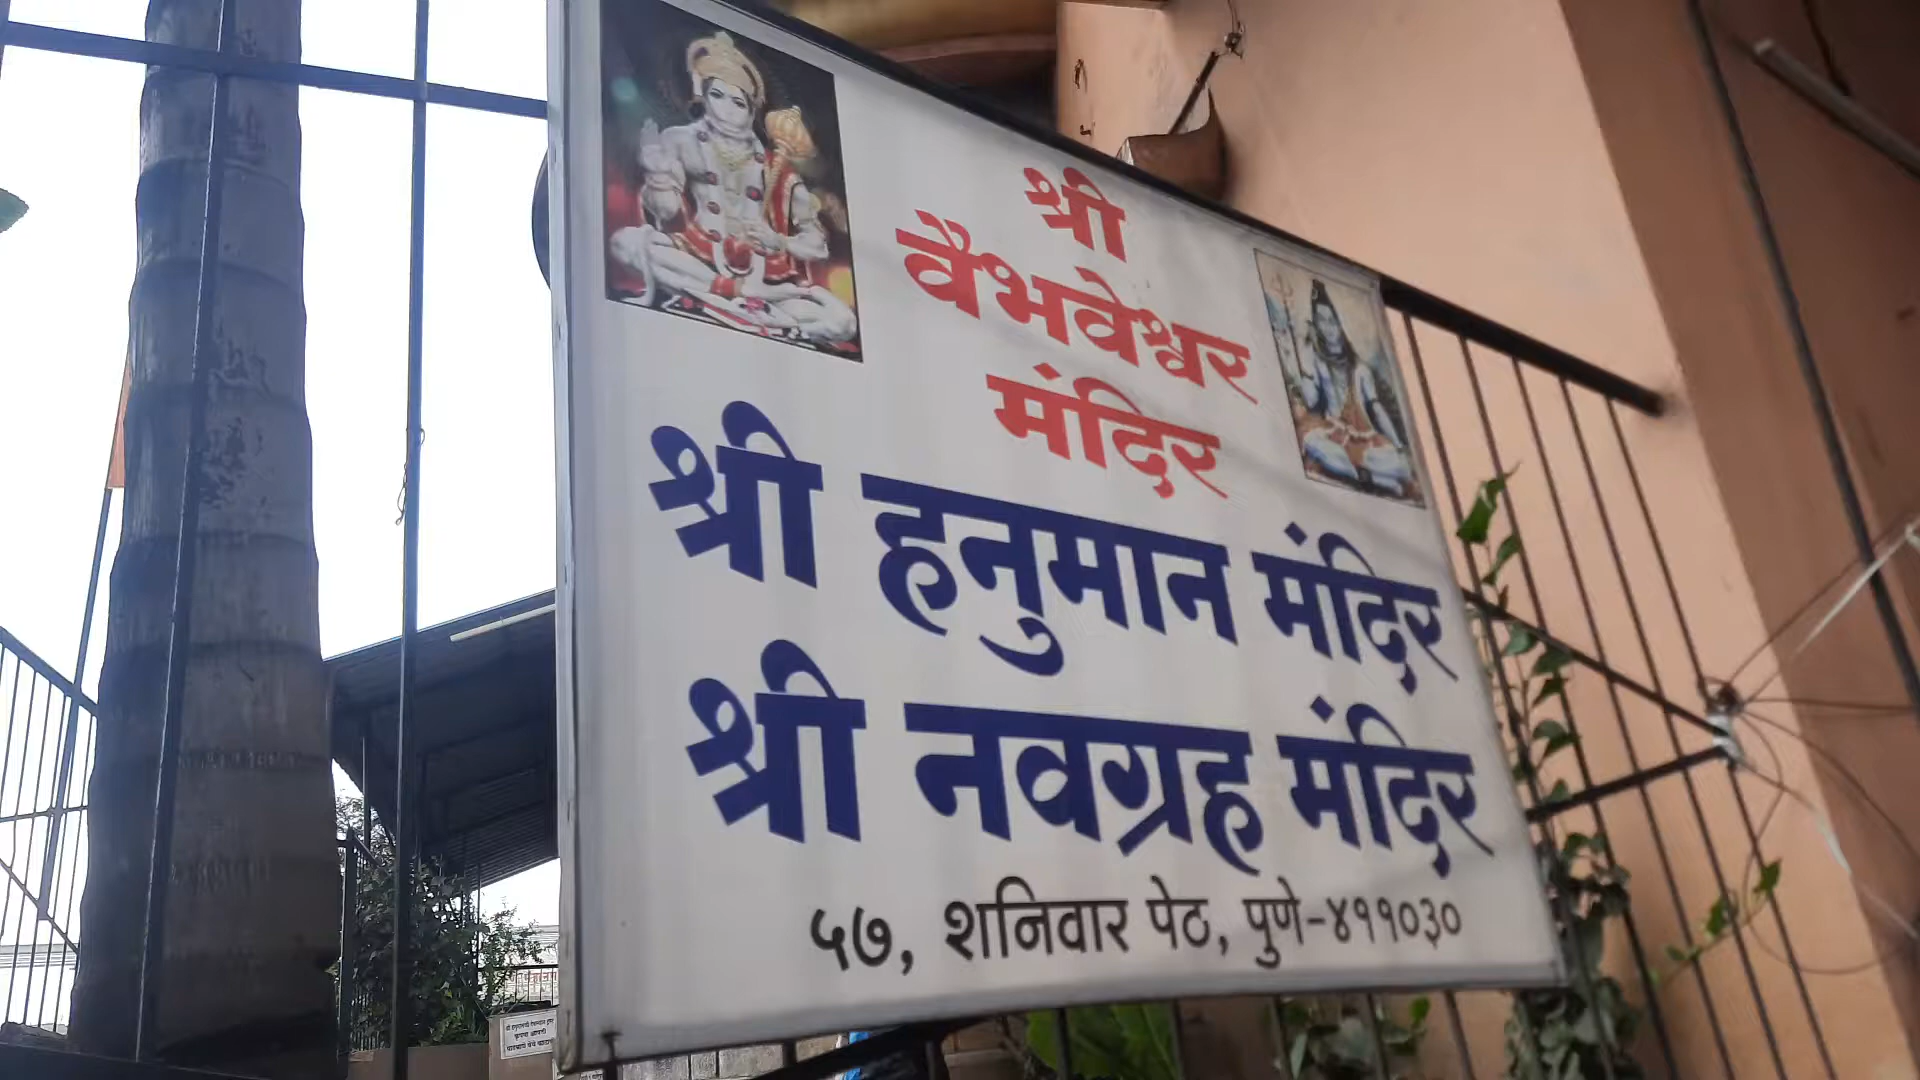 श्री
वैभवेश्वर
मंदिर
श्री हनुमान मंदिर
श्री नवग्रह मंदिर
५७, शनिवार पेठ, पुणे-४११०३०